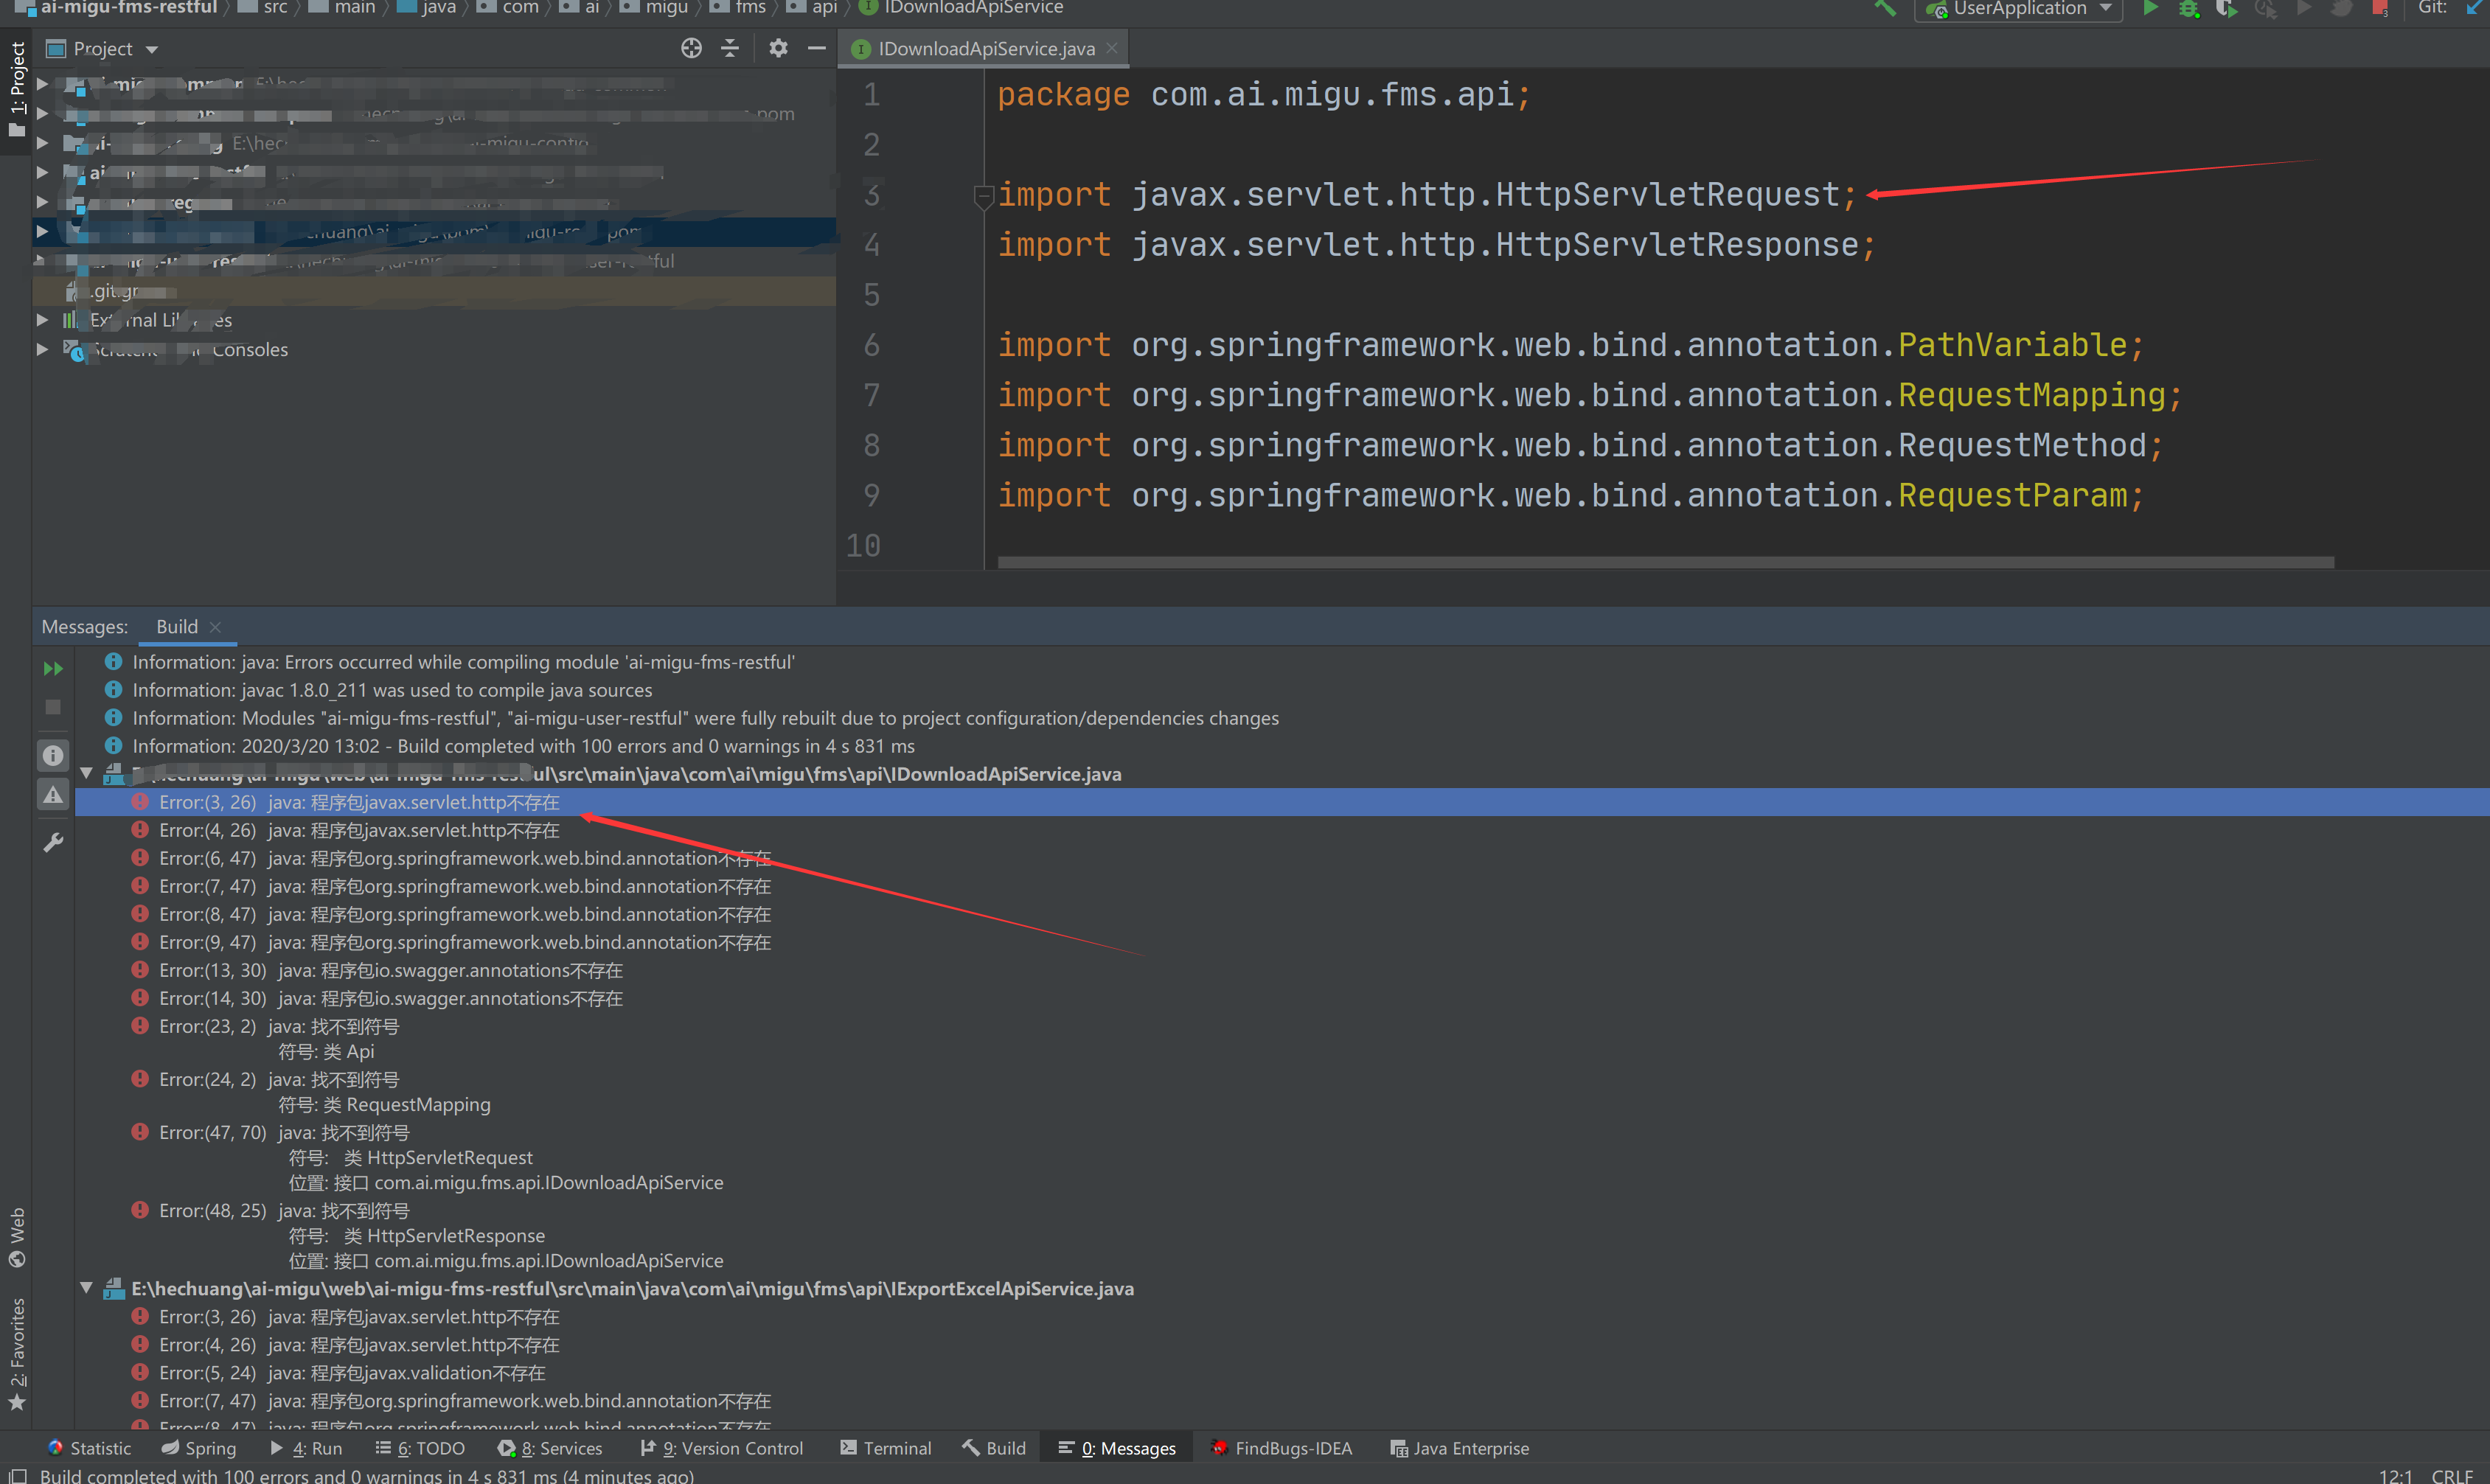 ai-migu-fms-restful src main java com ai migu fms api IDownloadApiService
UserApplication Git:
1: Project
Project
IDownloadApiService.java
1 package com.ai.migu.fms.api;
2
3 import javax.servlet.http.HttpServletRequest;
4 import javax.servlet.http.HttpServletResponse;
5
6 import org.springframework.web.bind.annotation.PathVariable;
7 import org.springframework.web.bind.annotation.RequestMapping;
8 import org.springframework.web.bind.annotation.RequestMethod;
9 import org.springframework.web.bind.annotation.RequestParam;
10
Consoles
Messages: Build
Information: java: Errors occurred while compiling module 'ai-migu-fms-restful'
Information: javac 1.8.0_211 was used to compile java sources
Information: Modules "ai-migu-fms-restful", "ai-migu-user-restful" were fully rebuilt due to project configuration/dependencies changes
Information: 2020/3/20 13:02 - Build completed with 100 errors and 0 warnings in 4 s 831 ms
\src\main\java\com\ai\migu\fms\api\IDownloadApiService.java
Error:(3, 26) java: 程序包javax.servlet.http不存在
Error:(4, 26) java: 程序包javax.servlet.http不存在
Error:(6, 47) java: 程序包org.springframework.web.bind.annotation不存在
Error:(7, 47) java: 程序包org.springframework.web.bind.annotation不存在
Error:(8, 47) java: 程序包org.springframework.web.bind.annotation不存在
Error:(9, 47) java: 程序包org.springframework.web.bind.annotation不存在
Error:(13, 30) java: 程序包io.swagger.annotations不存在
Error:(14, 30) java: 程序包io.swagger.annotations不存在
Error:(23, 2) java: 找不到符号
符号: 类 Api
Error:(24, 2) java: 找不到符号
符号: 类 RequestMapping
Error:(47, 70) java: 找不到符号
符号: 类 HttpServletRequest
位置: 接口 com.ai.migu.fms.api.IDownloadApiService
Error:(48, 25) java: 找不到符号
符号: 类 HttpServletResponse
位置: 接口 com.ai.migu.fms.api.IDownloadApiService
E:\hechuang\ai-migu\web\ai-migu-fms-restful\src\main\java\com\ai\migu\fms\api\IExportExcelApiService.java
Error:(3, 26) java: 程序包javax.servlet.http不存在
Error:(4, 26) java: 程序包javax.servlet.http不存在
Error:(5, 24) java: 程序包javax.validation不存在
Error:(7, 47) java: 程序包org.springframework.web.bind.annotation不存在
Error:(8, 47) java: 程序包org.springframework.web.bind.annotation不存在
Web
2: Favorites
Statistic Spring 4: Run 6: TODO 8: Services 9: Version Control Terminal Build 0: Messages FindBugs-IDEA Java Enterprise
Build completed with 100 errors and 0 warnings in 4 s 831 ms (4 minutes ago) 12:1 CRLF